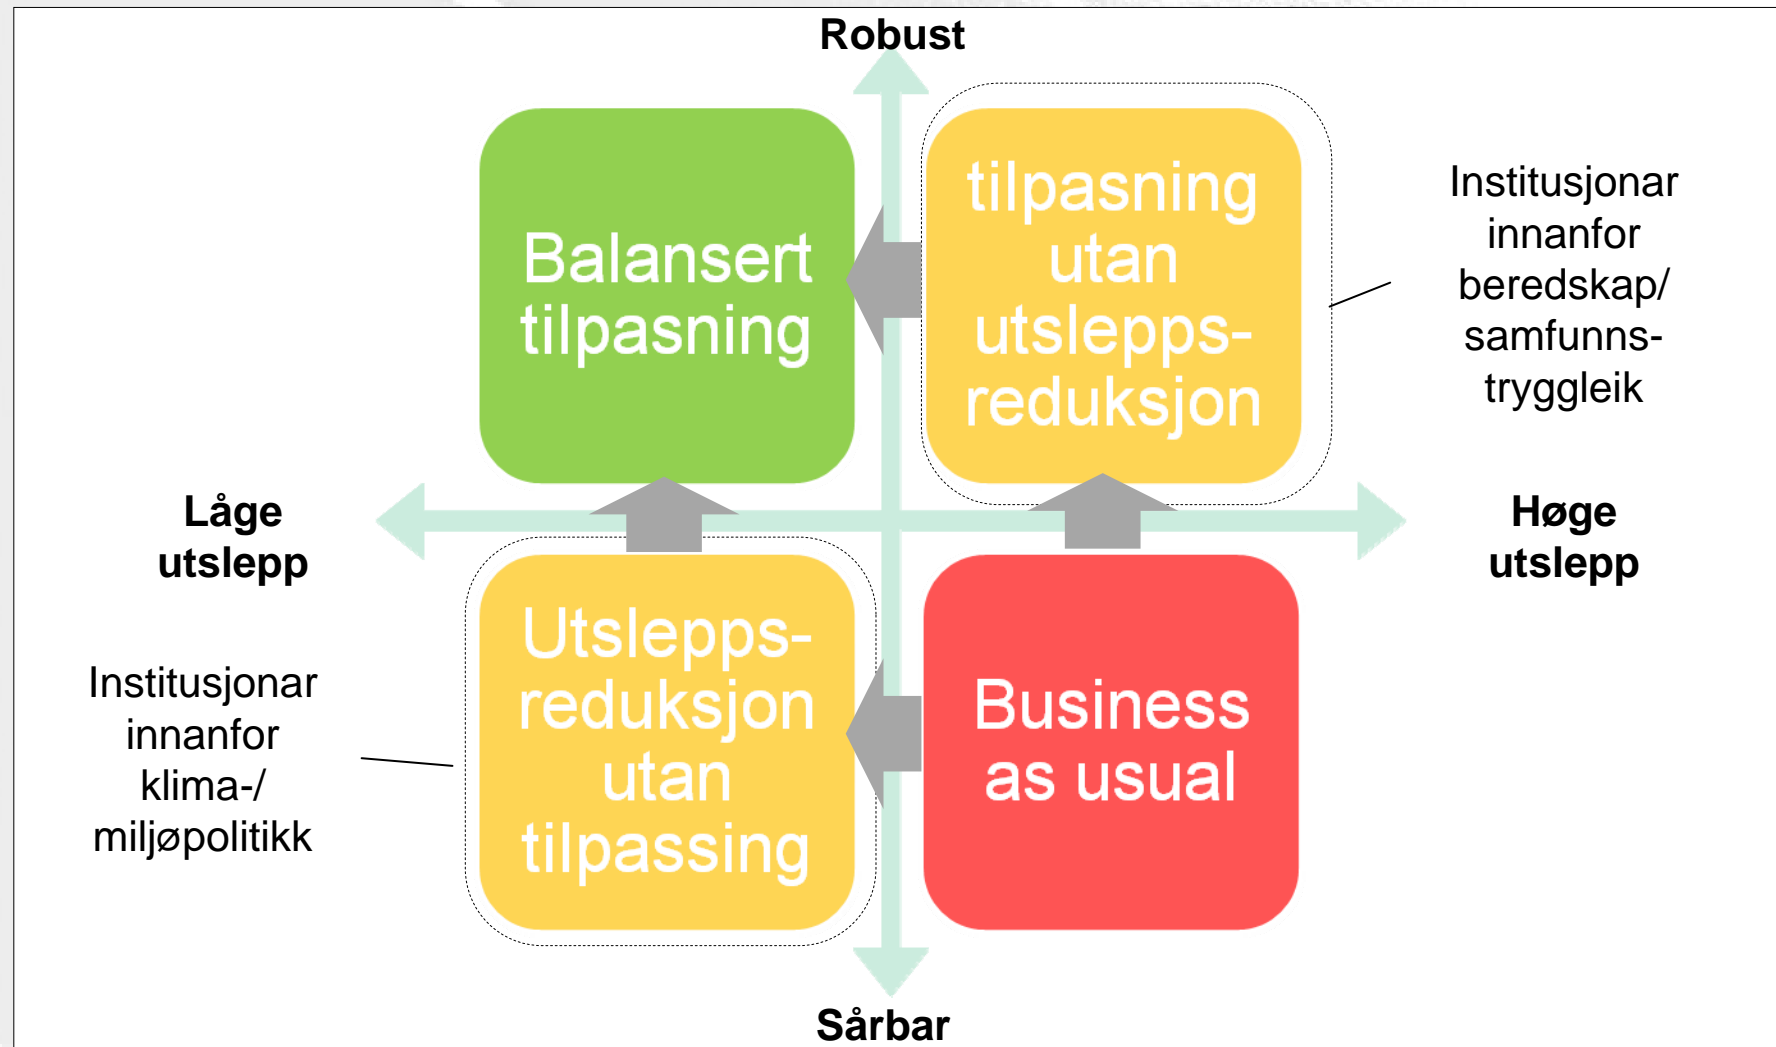 Robust
Balansert
tilpasning
tilpasning
utan
utslepps-
reduksjon
Institusjonar
innanfor
beredskap/
samfunns-
tryggleik
Låge
utslepp
Høge
utslepp
Institusjonar
innanfor
klima-/
miljøpolitikk
Utslepps-
reduksjon
utan
tilpassing
Business
as usual
Sårbar